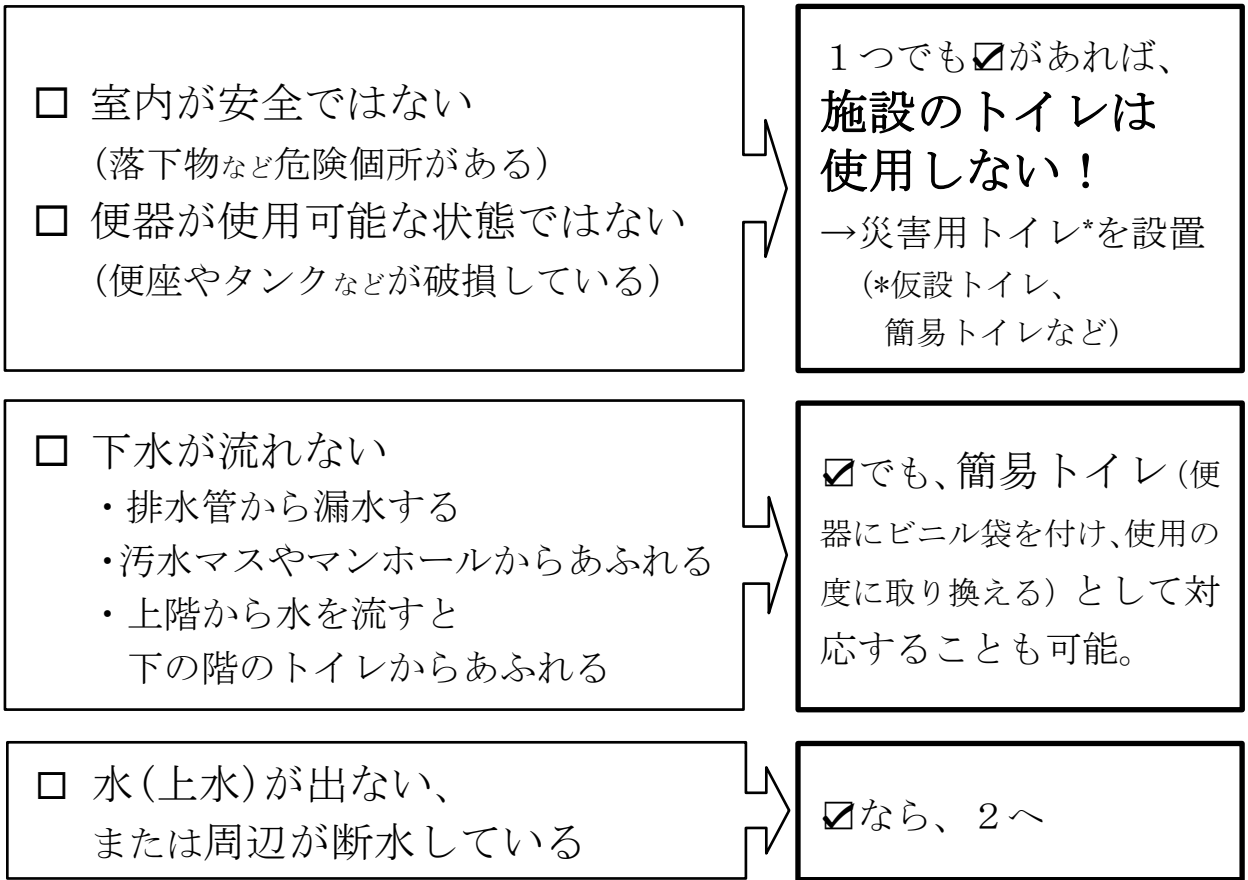 □ 室内が安全ではない
(落下物など危険個所がある)
□ 便器が使用可能な状態ではない
(便座やタンクなどが破損している)
１つでも☑があれば、
施設のトイレは
使用しない！
→災害用トイレ*を設置
(*仮設トイレ、
簡易トイレなど)
□ 下水が流れない
・排水管から漏水する
・汚水マスやマンホールからあふれる
・上階から水を流すと
下の階のトイレからあふれる
☑でも、簡易トイレ(便
器にビニル袋を付け、使用の
度に取り換える)として対
応することも可能。
□ 水(上水)が出ない、
または周辺が断水している
☑なら、２へ